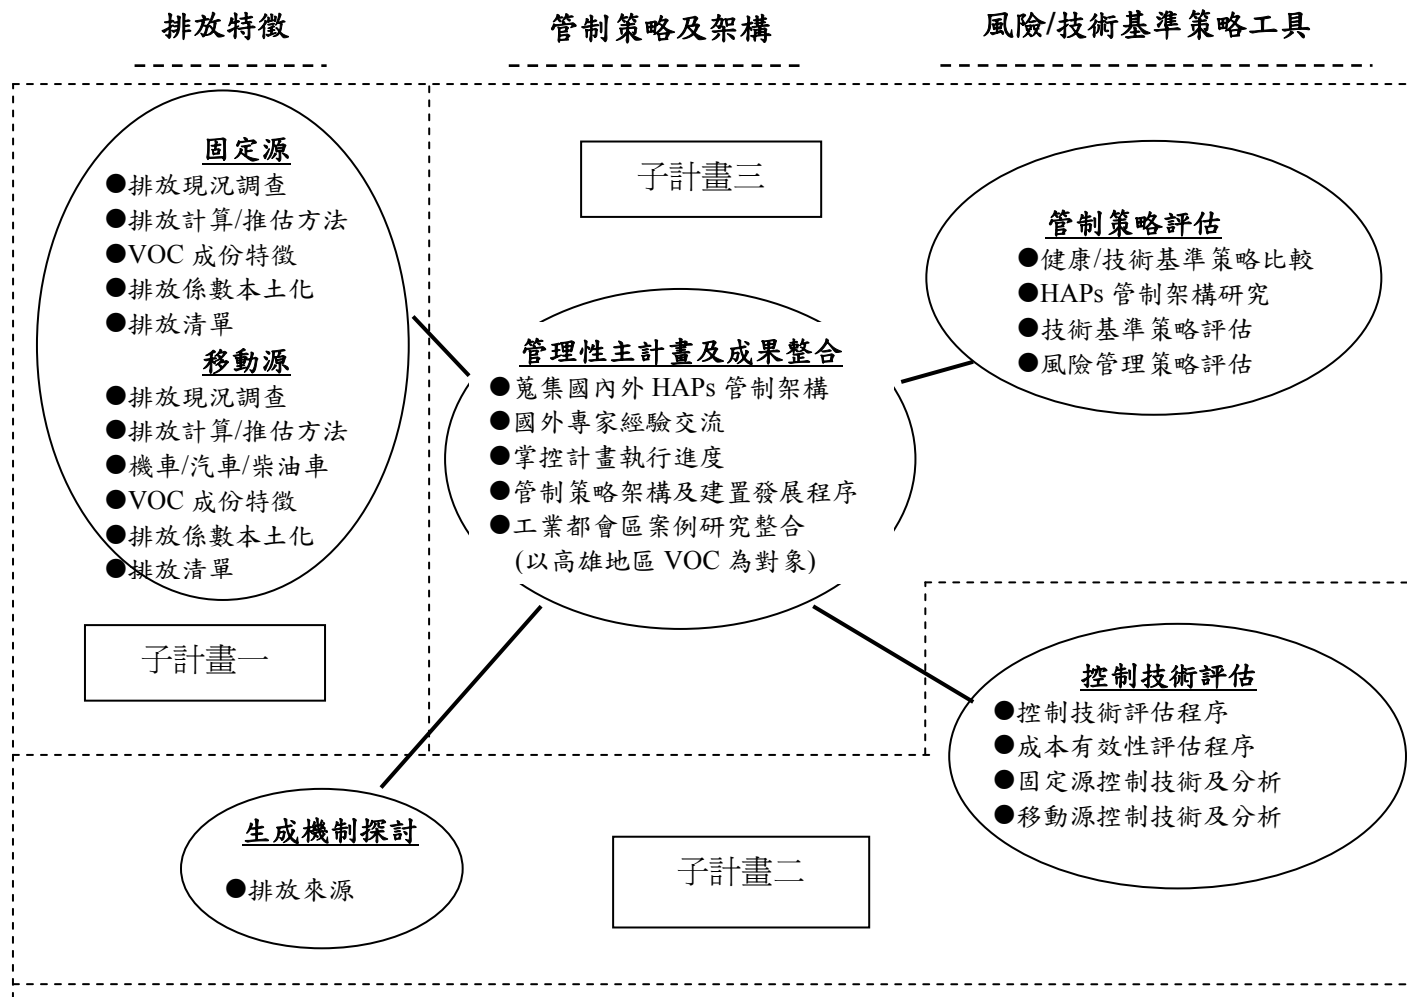 排放特徵
管制策略及架構
風險/技術基準策略工具
固定源
●排放現況調查
●排放計算/推估方法
●VOC 成份特徵
●排放係數本土化
●排放清單
移動源
●排放現況調查
●排放計算/推估方法
●機車/汽車/柴油車
●VOC 成份特徵
●排放係數本土化
●排放清單
子計畫一
子計畫三
管理性主計畫及成果整合
●蒐集國內外 HAPs 管制架構
●國外專家經驗交流
●掌控計畫執行進度
●管制策略架構及建置發展程序
●工業都會區案例研究整合
(以高雄地區 VOC 為對象)
管制策略評估
●健康/技術基準策略比較
●HAPs 管制架構研究
●技術基準策略評估
●風險管理策略評估
控制技術評估
●控制技術評估程序
●成本有效性評估程序
●固定源控制技術及分析
●移動源控制技術及分析
生成機制探討
●排放來源
子計畫二